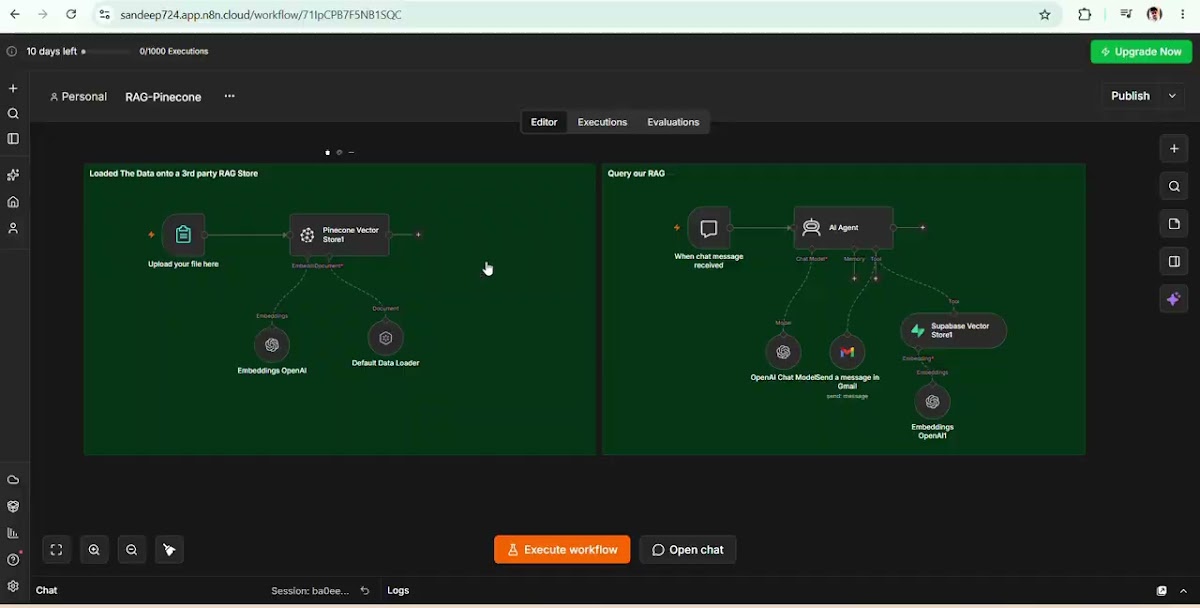 sandeep724.app.n8n.cloud/workflow/71IpCPB7F5NB1SQC
10 days left
0/1000 Executions
Upgrade Now
Personal
RAG-Pinecone
Publish
Editor
Executions
Evaluations
Loaded The Data onto a 3rd party RAG Store
Upload your file here
Pinecone Vector
Store1
Document*
Embeddings
Document
Embeddings OpenAI
Default Data Loader
Query our RAG
When chat message
received
AI Agent
Chat Model*
Memory
Tool
Model
Tool
OpenAI Chat Model
Send a message in
Gmail
send: message
Supabase Vector
Store1
Embedding*
Embeddings
Embeddings
OpenAI1
Execute workflow
Open chat
Chat
Session: ba0ee...
Logs